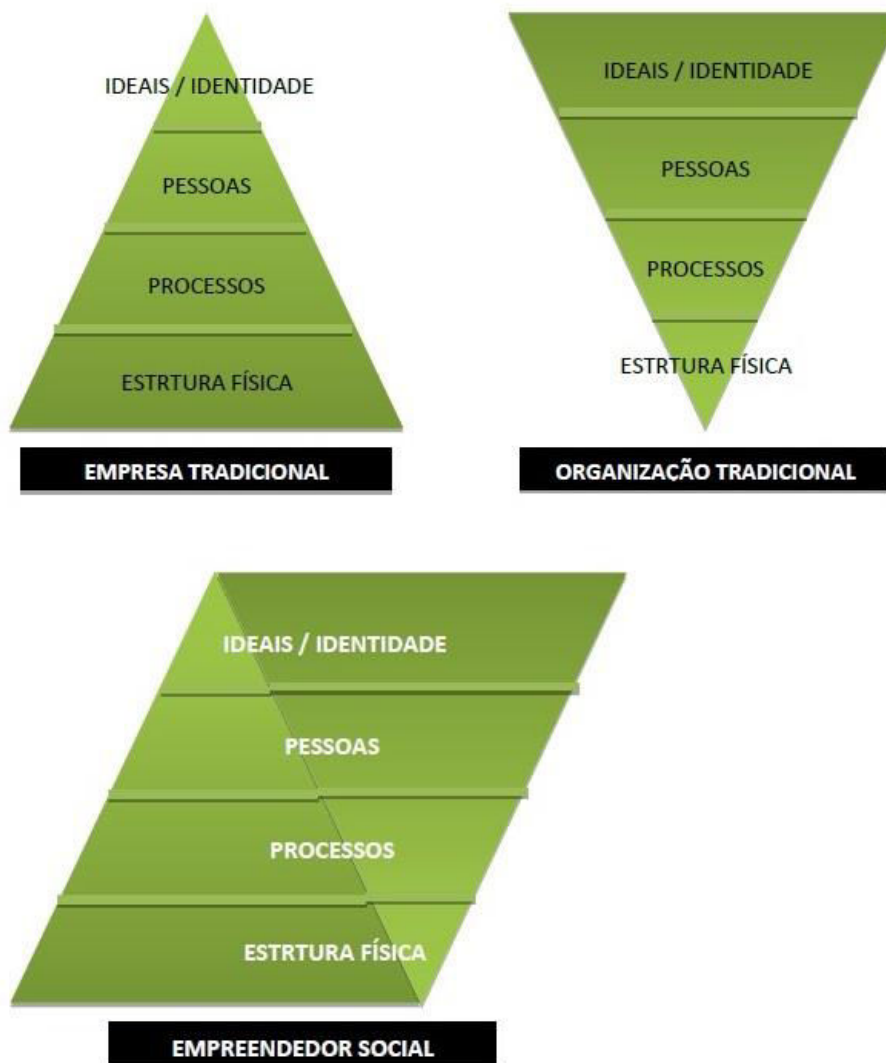 IDEAIS / IDENTIDADE
PESSOAS
PROCESSOS
ESTRTURA FÍSICA
EMPRESA TRADICIONAL
IDEAIS / IDENTIDADE
PESSOAS
PROCESSOS
ESTRTURA FÍSICA
ORGANIZAÇÃO TRADICIONAL
IDEAIS / IDENTIDADE
PESSOAS
PROCESSOS
ESTRTURA FÍSICA
EMPREENDEDOR SOCIAL